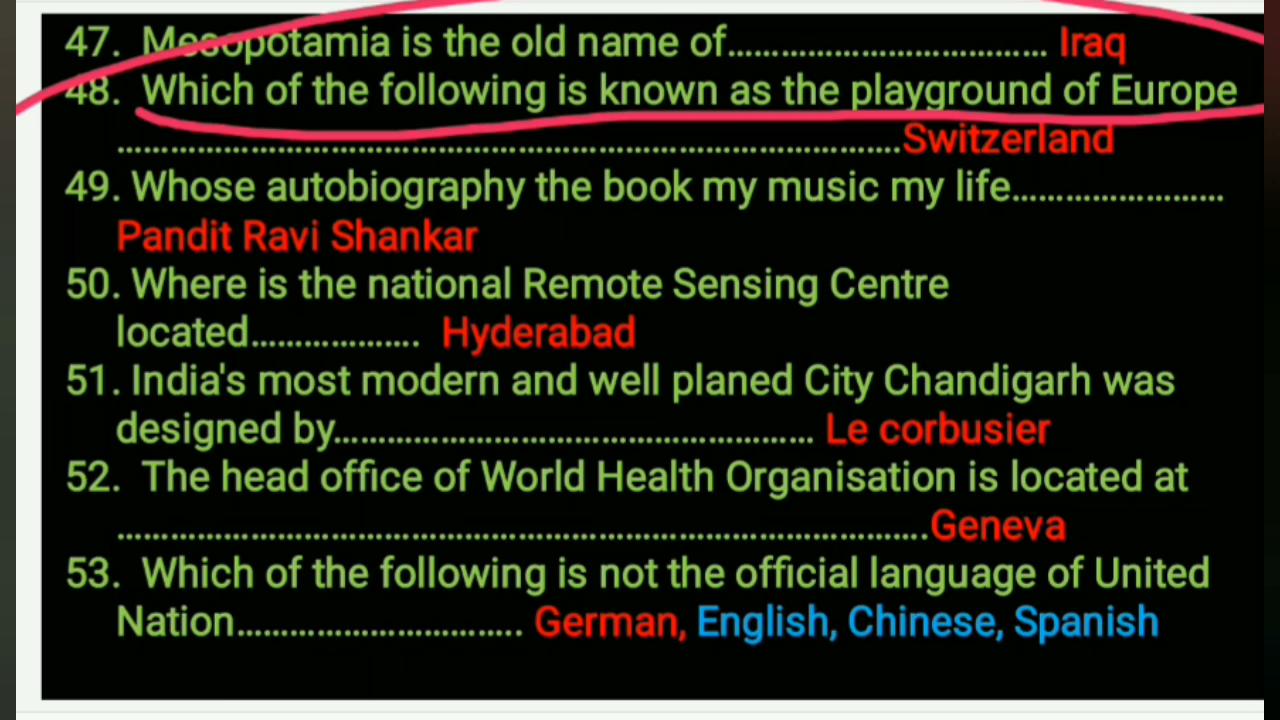 47. Mesopotamia is the old name of.................................... Iraq
48. Which of the following is known as the playground of Europe
.........................................................................................Switzerland
49. Whose autobiography the book my music my life........................
Pandit Ravi Shankar
50. Where is the national Remote Sensing Centre
located................... Hyderabad
51. India's most modern and well planed City Chandigarh was
designed by...................................................... Le corbusier
52. The head office of World Health Organisation is located at
............................................................................................Geneva
53. Which of the following is not the official language of United
Nation................................ German, English, Chinese, Spanish